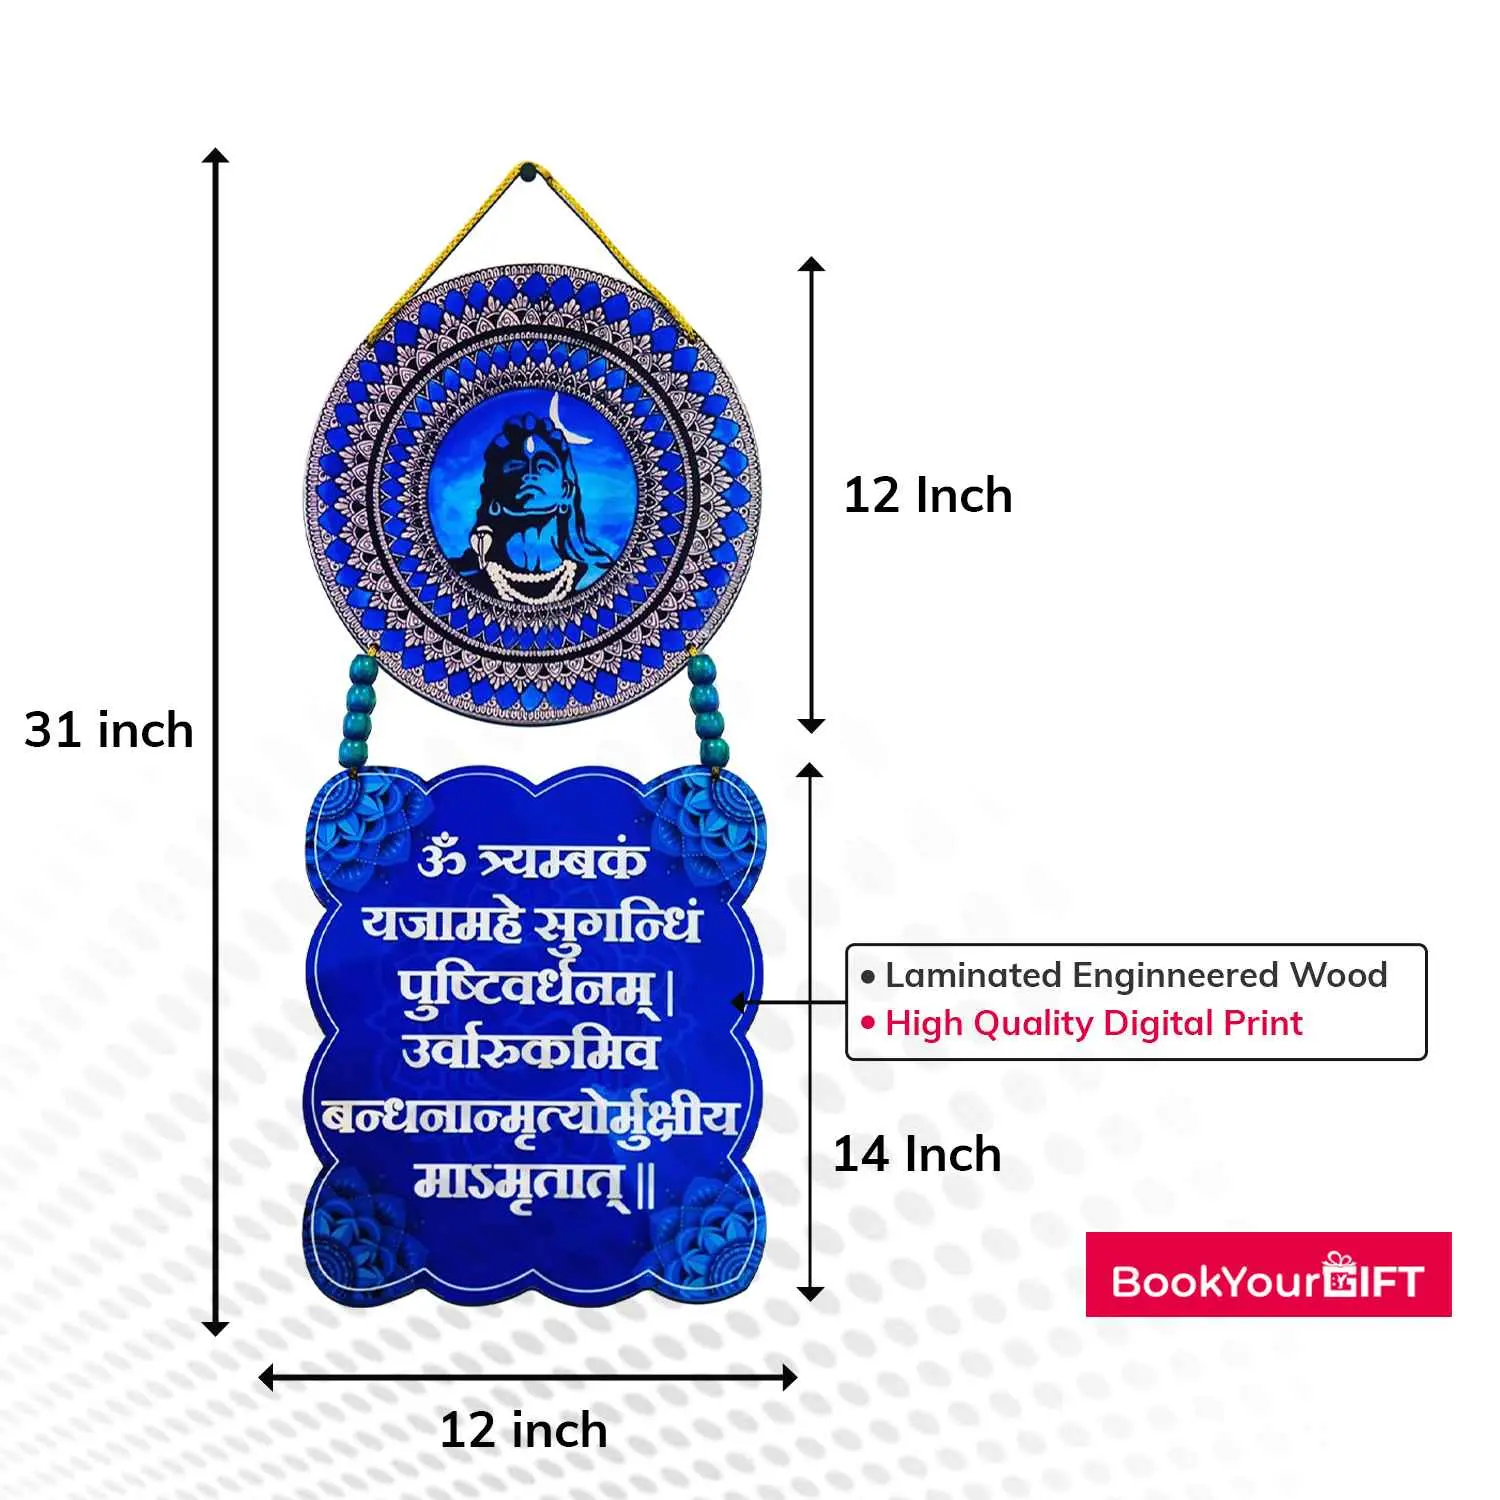 12 Inch
31 inch
ॐ त्र्यम्बकं
यजामहे सुगन्धिं
पुष्टिवर्धनम् |
उर्वारुकमिव
बन्धनान्मृत्योर्मुक्षीय
माऽमृतात् ||
• Laminated Enginneered Wood
• High Quality Digital Print
14 Inch
BookYourGIFT
BYG
12 inch